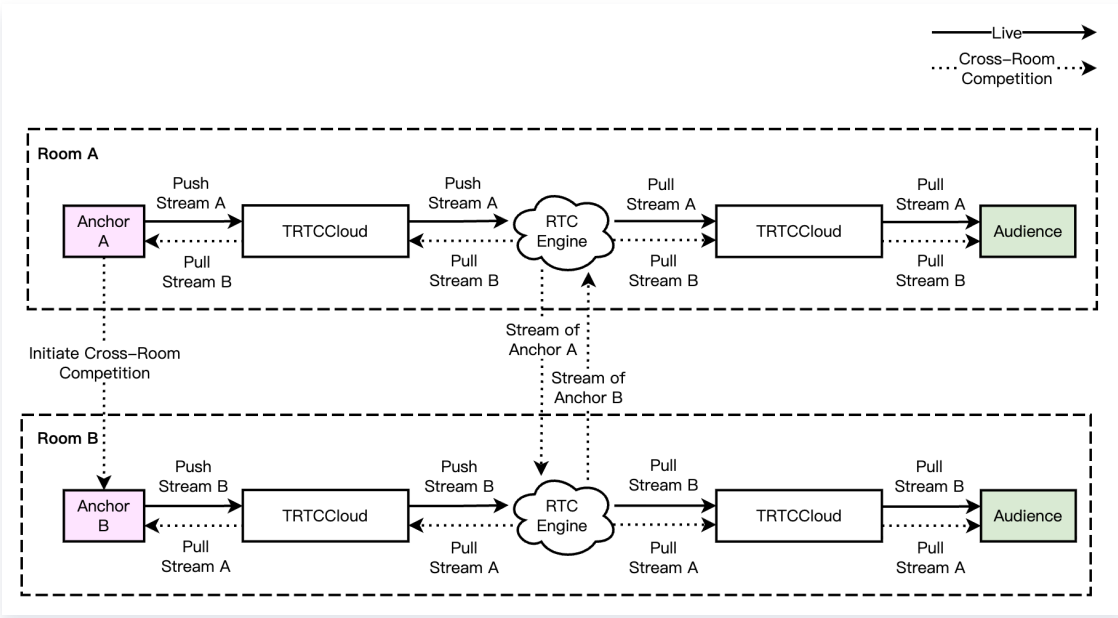 Live
Cross-Room
Competition
Room A
Push
Stream A
Push
Stream A
Pull
Stream A
Pull
Stream A
Anchor
A
TRTCCloud
RTC
Engine
TRTCCloud
Audience
Pull
Stream B
Pull
Stream B
Pull
Stream B
Pull
Stream B
Initiate Cross-Room
Competition
Stream of
Anchor A
Stream of
Anchor B
Room B
Push
Stream B
Push
Stream B
Pull
Stream B
Pull
Stream B
Anchor
B
TRTCCloud
RTC
Engine
TRTCCloud
Audience
Pull
Stream A
Pull
Stream A
Pull
Stream A
Pull
Stream A